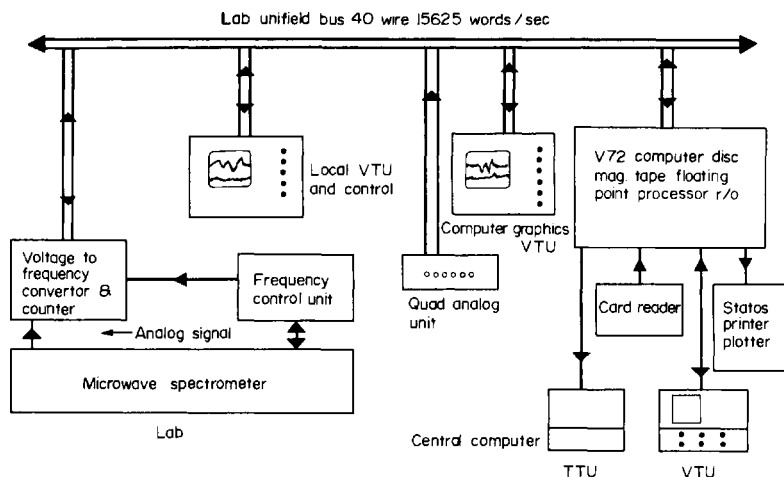 Lab unifield bus 40 wire 15625 words/sec
Local VTU
and control
Computer graphics
VTU
V72 computer disc
mag. tape floating
point processor r/o
Voltage to
frequency
convertor &
counter
Frequency
control unit
Quad analog
unit
Card reader
Statos
printer
plotter
Analog signal
Microwave spectrometer
Lab
Central computer
TTU
VTU